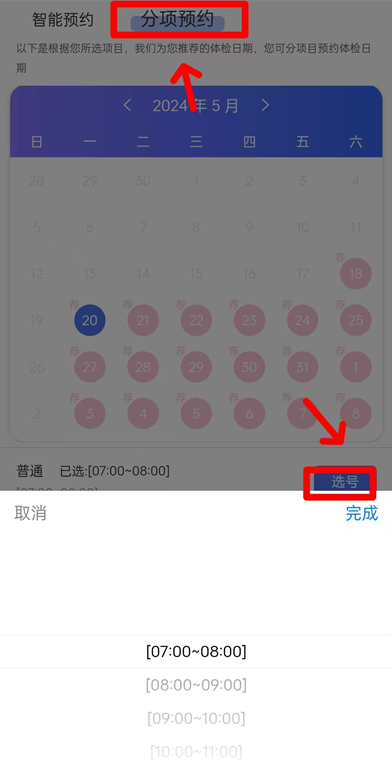 智能预约 分项预约
以下是根据您所选项目，我们为您推荐的体检日期，您可分项目预约体检日
期
2024年 5 月
日 一 二 三 四 五 六
28 29 30 1 2 3 4
5 6 7 8 9 10 11
荐
12 13 14 15 16 17 18
荐 荐 荐 荐 荐 荐
19 20 21 22 23 24 25
荐 荐 荐 荐 荐 荐
26 27 28 29 30 31 1
荐 荐 荐 荐 荐 荐
2 3 4 5 6 7 8
普通 已选:[07:00~08:00] 选号
取消 完成
[07:00~08:00]
[08:00~09:00]
[09:00~10:00]
[10:00~11:00]